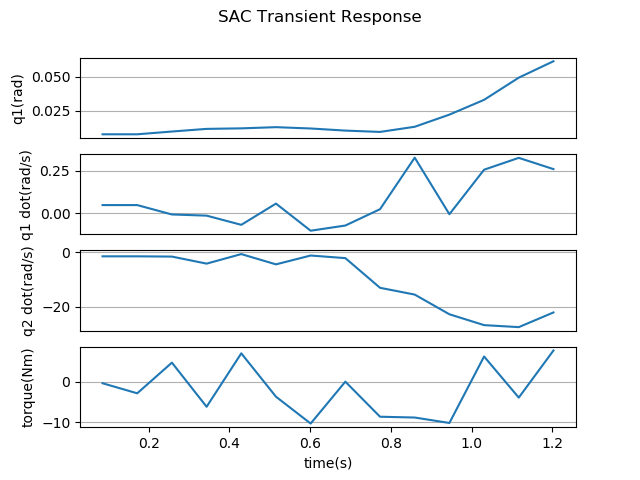 SAC Transient Response
q1(rad)
0.050
0.025
q1 dot(rad/s)
0.25
0.00
q2 dot(rad/s)
0
−20
torque(Nm)
0
−10
0.2 0.4 0.6 0.8 1.0 1.2
time(s)